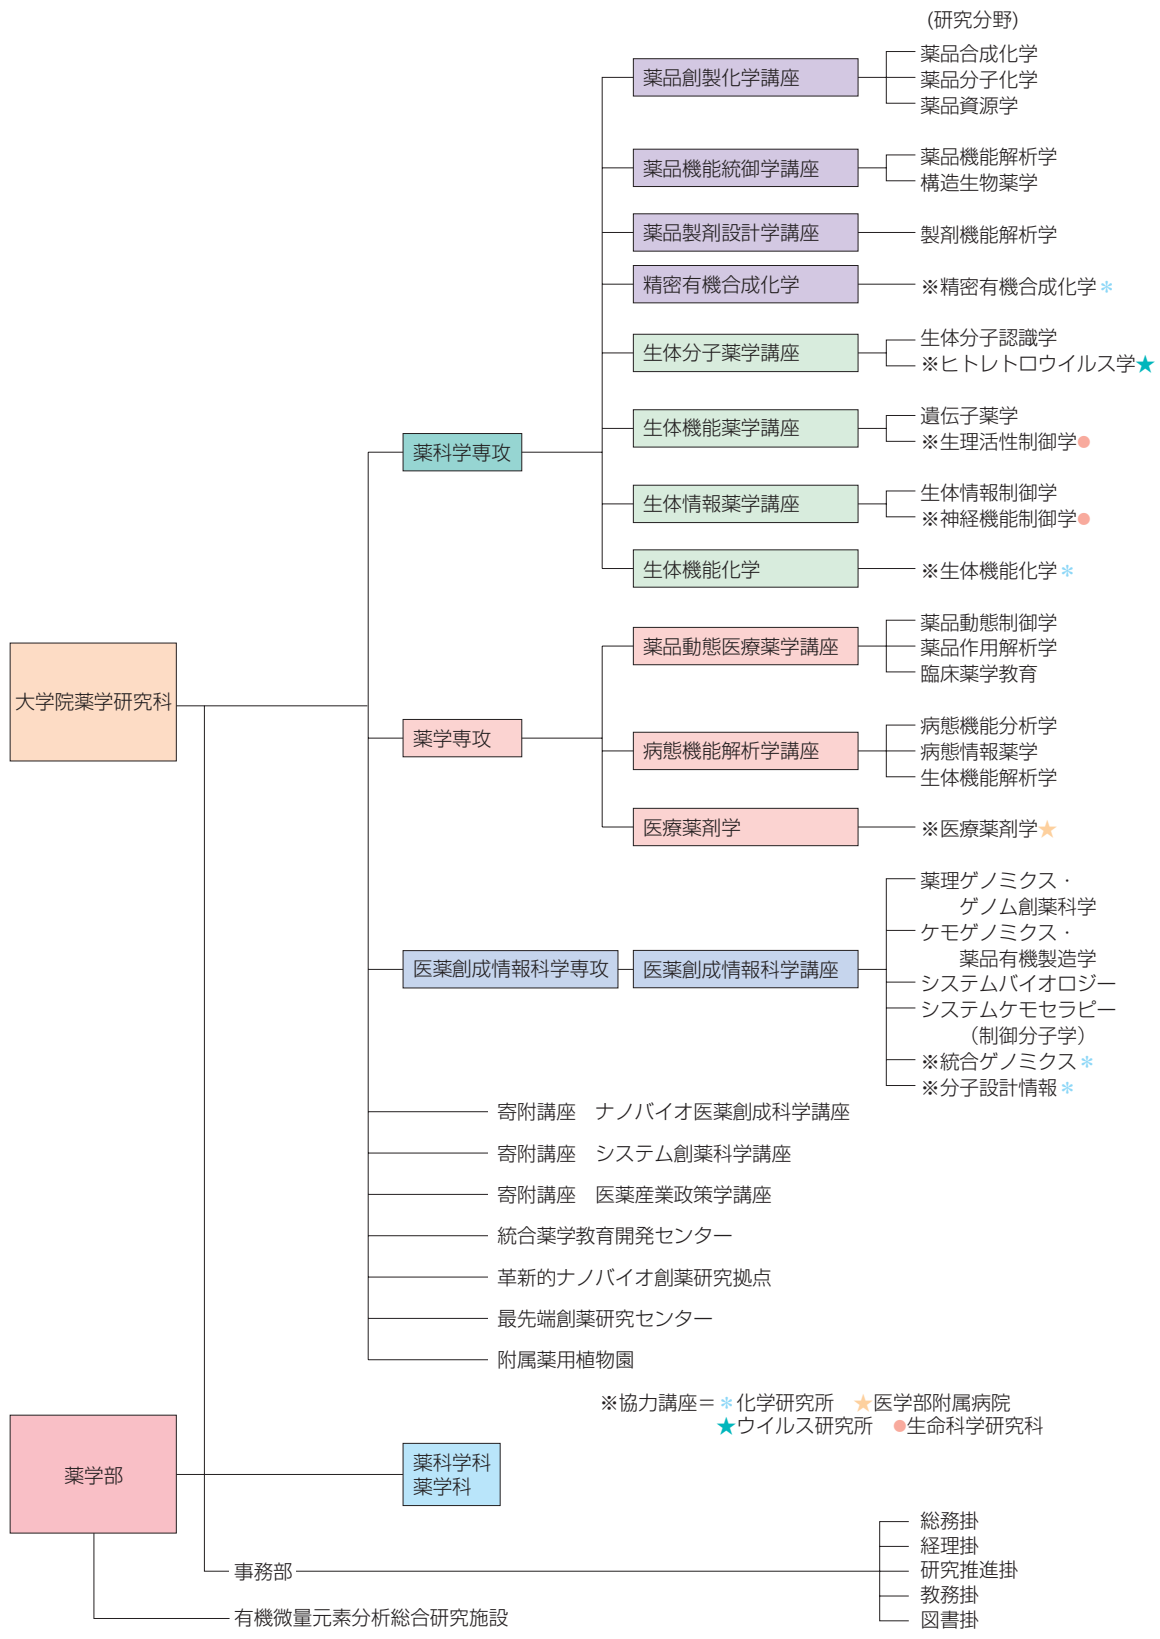 (研究分野)
薬品創製化学講座
薬品合成化学
薬品分子化学
薬品資源学
薬品機能統御学講座
薬品機能解析学
構造生物薬学
薬品製剤設計学講座
製剤機能解析学
精密有機合成化学
※精密有機合成化学*
生体分子薬学講座
生体分子認識学
※ヒトレトロウイルス学★
生体機能薬学講座
遺伝子薬学
※生理活性制御学●
薬科学専攻
生体情報薬学講座
生体情報制御学
※神経機能制御学●
生体機能化学
※生体機能化学*
薬品動態医療薬学講座
薬品動態制御学
薬品作用解析学
臨床薬学教育
大学院薬学研究科
薬学専攻
病態機能解析学講座
病態機能分析学
病態情報薬学
生体機能解析学
医療薬剤学
※医療薬剤学★
医薬創成情報科学専攻
医薬創成情報科学講座
薬理ゲノミクス・
ゲノム創薬科学
ケモゲノミクス・
薬品有機製造学
システムバイオロジー
システムケモセラピー
（制御分子学）
※統合ゲノミクス*
※分子設計情報*
寄附講座　ナノバイオ医薬創成科学講座
寄附講座　システム創薬科学講座
寄附講座　医薬産業政策学講座
統合薬学教育開発センター
革新的ナノバイオ創薬研究拠点
最先端創薬研究センター
附属薬用植物園
※協力講座＝*化学研究所　★医学部附属病院
★ウイルス研究所　●生命科学研究科
薬学部
薬科学科
薬学科
事務部
総務掛
経理掛
研究推進掛
教務掛
図書掛
有機微量元素分析総合研究施設